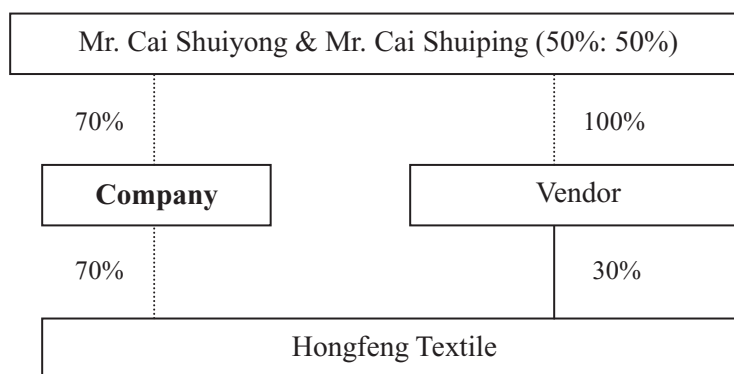 Mr. Cai Shuiyong & Mr. Cai Shuiping (50%: 50%)
70% 100%
Company Vendor
70% 30%
Hongfeng Textile